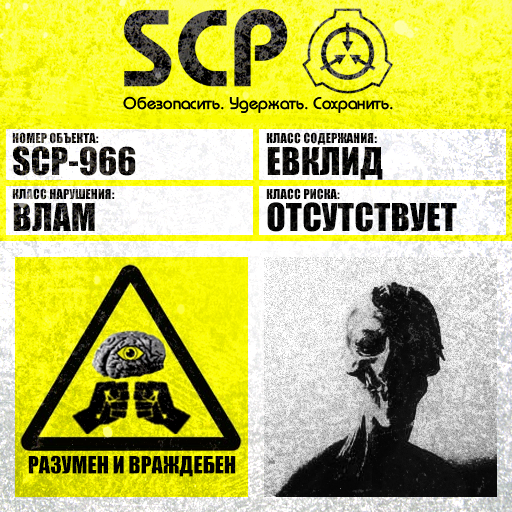 SCP
Обезопасить. Удержать. Сохранить.
НОМЕР ОБЪЕКТА:
SCP-966
КЛАСС СОДЕРЖАНИЯ:
ЕВКЛИД
КЛАСС НАРУШЕНИЯ:
ВЛАМ
КЛАСС РИСКА:
ОТСУТСТВУЕТ
РАЗУМЕН И ВРАЖДЕБЕН